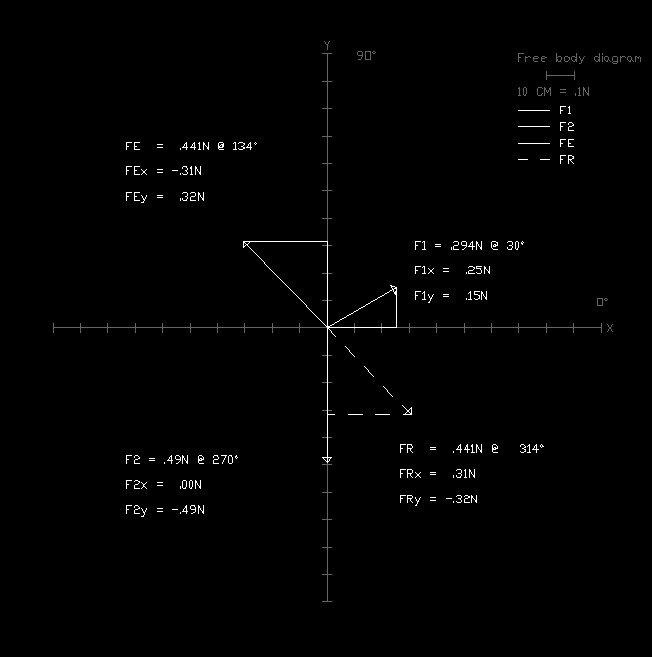 Y
90°
Free body diagram
10 CM = .1N
F1
F2
FE
FR
FE = .441N @ 134°
FEx = -.31N
FEy = .32N
F1 = .294N @ 30°
F1x = .25N
F1y = .15N
0°
X
FR = .441N @ 314°
FRx = .31N
FRy = -.32N
F2 = .49N @ 270°
F2x = .00N
F2y = -.49N